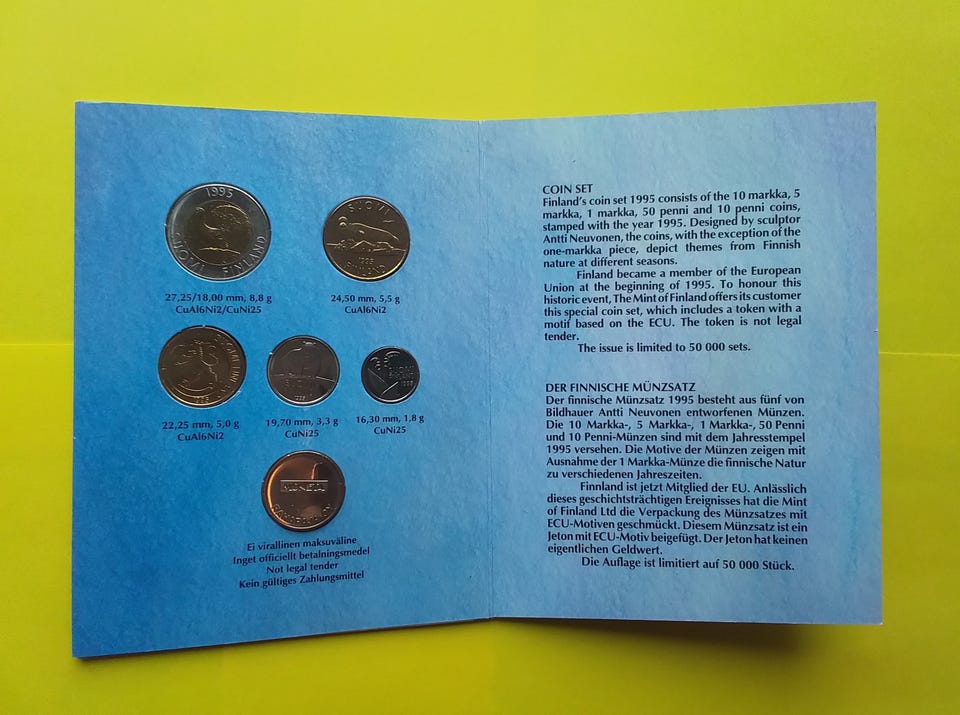 1995
SUOMI FINLAND
27,25/18,00 mm, 8,8 g
CuAl6Ni2/CuNi25
SUOMI
1995
FINLAND
24,50 mm, 5,5 g
CuAl6Ni2
SUOMI FINLAND
1995
22,25 mm, 5,0 g
CuAl6Ni2
SUOMI
19,70 mm, 3,3 g
CuNi25
SUOMI
FINLAND
1995
16,30 mm, 1,8 g
CuNi25
Ei virallinen maksuväline
Inget officiellt betalningsmedel
Not legal tender
Kein gültiges Zahlungsmittel
COIN SET
Finland's coin set 1995 consists of the 10 markka, 5
markka, 1 markka, 50 penni and 10 penni coins,
stamped with the year 1995. Designed by sculptor
Antti Neuvonen, the coins, with the exception of the
one-markka piece, depict themes from Finnish
nature at different seasons.
Finland became a member of the European
Union at the beginning of 1995. To honour this
historic event, The Mint of Finland offers its customer
this special coin set, which includes a token with a
motif based on the ECU. The token is not legal
tender.
The issue is limited to 50 000 sets.
DER FINNISCHE MÜNZSATZ
Der finnische Münzsatz 1995 besteht aus fünf von
Bildhauer Antti Neuvonen entworfenen Münzen.
Die 10 Markka-, 5 Markka-, 1 Markka-, 50 Penni
und 10 Penni-Münzen sind mit dem Jahresstempel
1995 versehen. Die Motive der Münzen zeigen mit
Ausnahme der 1 Markka-Münze die finnische Natur
zu verschiedenen Jahreszeiten.
Finnland ist jetzt Mitglied der EU. Anlässlich
dieses geschichtsträchtigen Ereignisses hat die Mint
of Finland Ltd die Verpackung des Münzsatzes mit
ECU-Motiven geschmückt. Diesem Münzsatz ist ein
Jeton mit ECU-Motiv beigefügt. Der Jeton hat keinen
eigentlichen Geldwert.
Die Auflage ist limitiert auf 50 000 Stück.